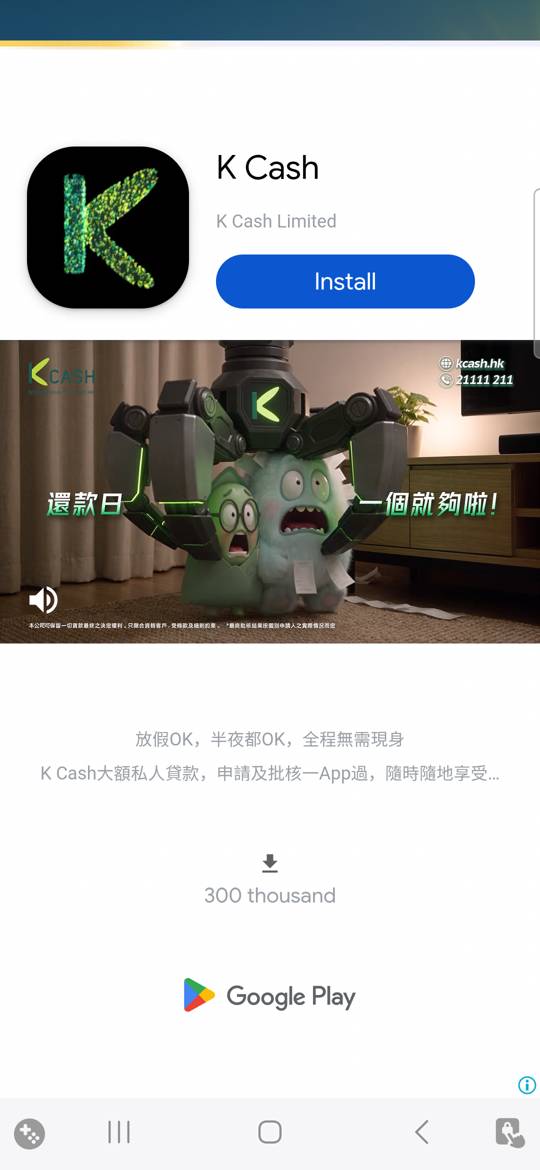 K Cash
K Cash Limited
Install
KCASH
kcash.hk
21111 211
還款日
一個就夠啦！
放假OK，半夜都OK，全程無需現身
K Cash大額私人貸款，申請及批核一App過，隨時隨地享受...
300 thousand
Google Play